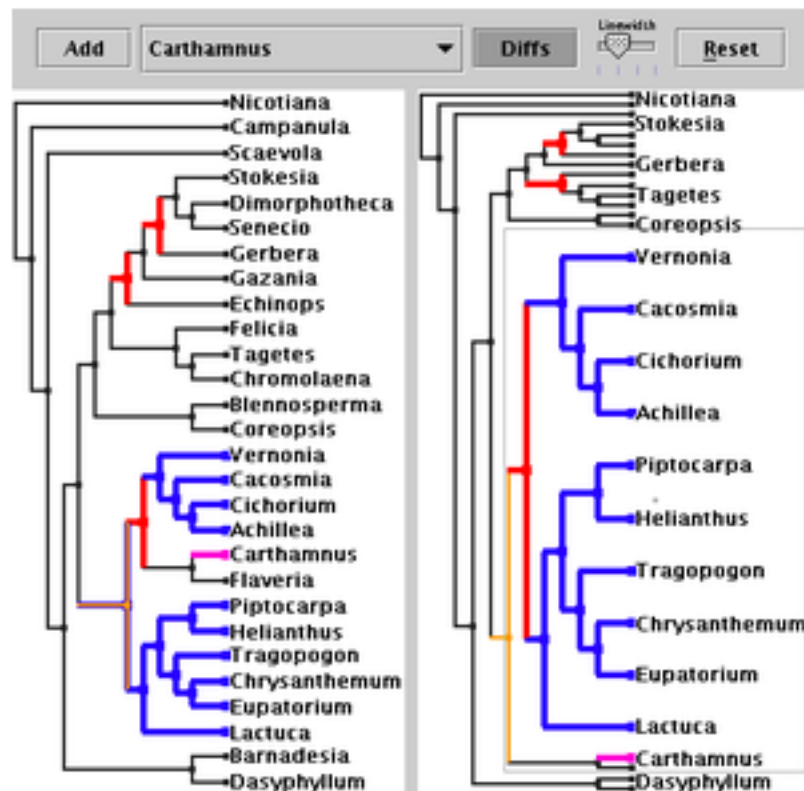 Add
Carthamnus
Diffs
Linewidth
Reset
Nicotiana
Campanula
Scaevola
Stokesia
Dimorphotheca
Senecio
Gerbera
Gazania
Echinops
Felicia
Tagetes
Chromolaena
Blennosperma
Coreopsis
Vernonia
Cacosmia
Cichorium
Achillea
Carthamnus
Flaveria
Piptocarpa
Helianthus
Tragopogon
Chrysanthemum
Eupatorium
Lactuca
Barnadesia
Dasyphyllum
Nicotiana
Stokesia
Gerbera
Tagetes
Coreopsis
Vernonia
Cacosmia
Cichorium
Achillea
Piptocarpa
Helianthus
Tragopogon
Chrysanthemum
Eupatorium
Lactuca
Carthamnus
Dasyphyllum